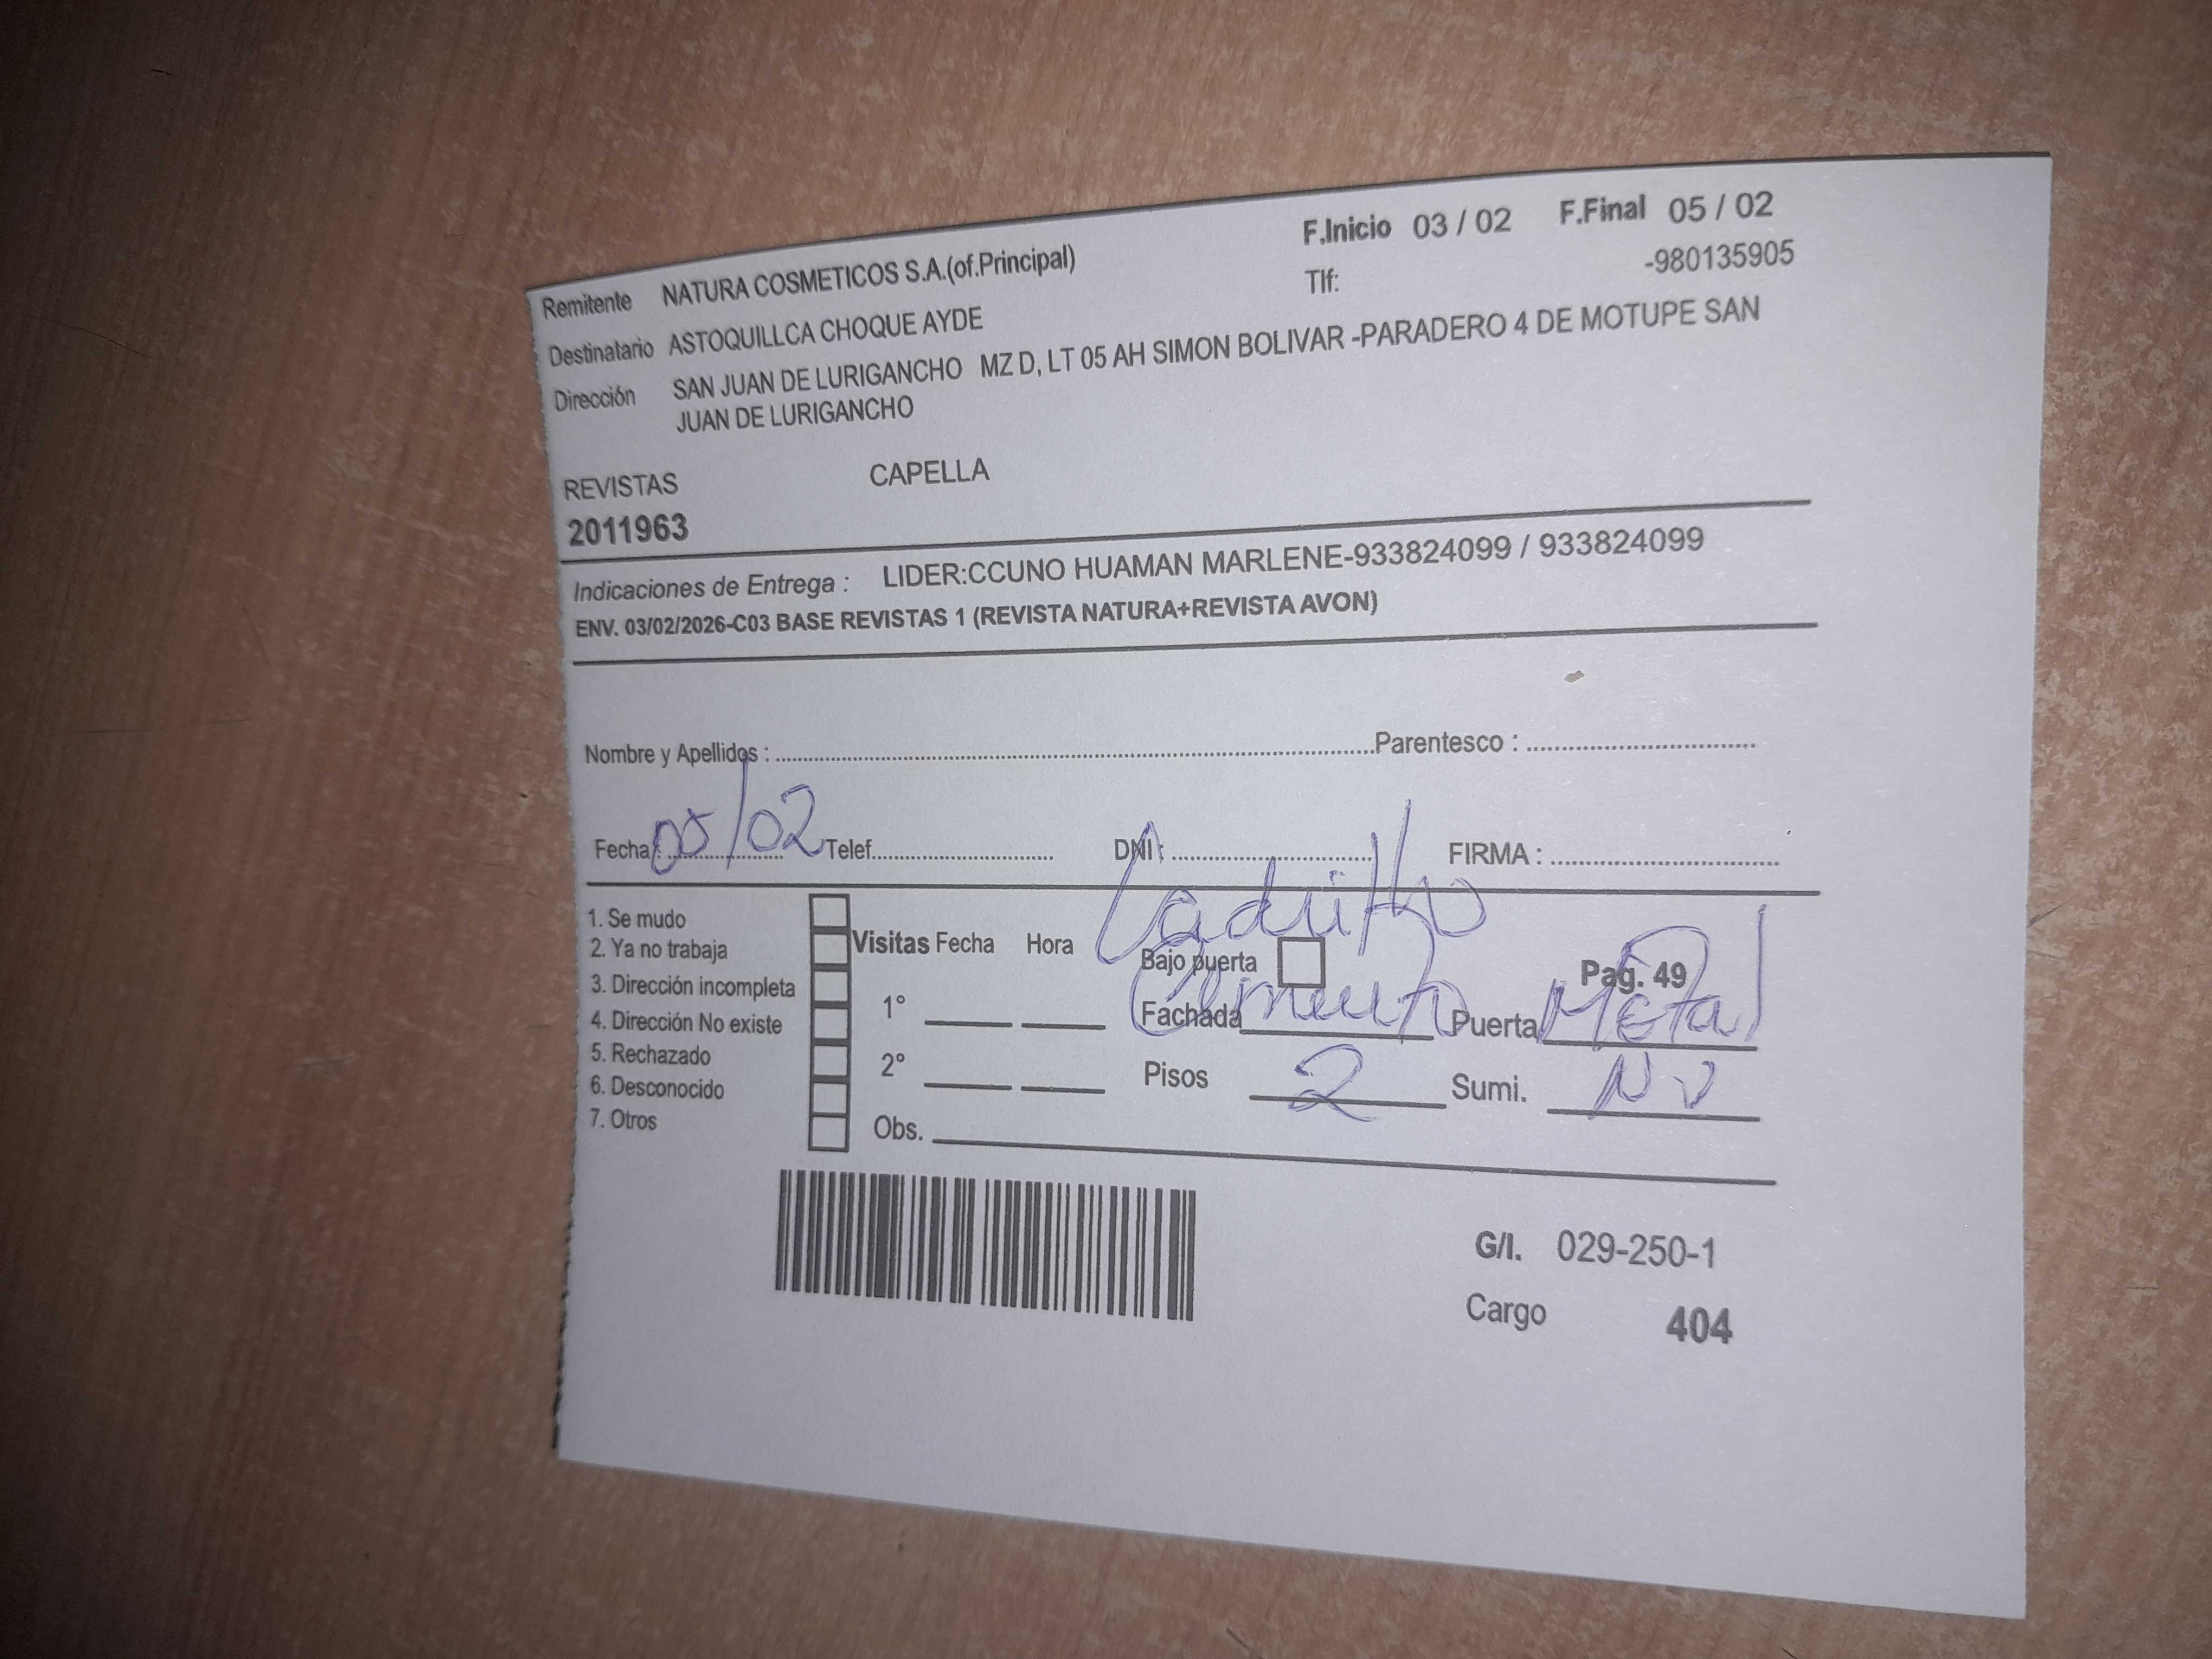 F.Inicio 03 / 02 F.Final 05 / 02
Remitente NATURA COSMETICOS S.A.(of.Principal) Tlf: -980135905
Destinatario ASTOQUILLCA CHOQUE AYDE
Dirección SAN JUAN DE LURIGANCHO MZ D, LT 05 AH SIMON BOLIVAR -PARADERO 4 DE MOTUPE SAN
JUAN DE LURIGANCHO
REVISTAS CAPELLA
2011963
Indicaciones de Entrega : LIDER:CCUNO HUAMAN MARLENE-933824099 / 933824099
ENV. 03/02/2026-C03 BASE REVISTAS 1 (REVISTA NATURA+REVISTA AVON)
Nombre y Apellidos : Parentesco :
Fecha : 05/02 Telef. DNI : FIRMA :
Ladrillo
1. Se mudo
2. Ya no trabaja
3. Dirección incompleta
4. Dirección No existe
5. Rechazado
6. Desconocido
7. Otros
Visitas Fecha Hora Bajo puerta Pag. 49
1° Fachada Cemento Puerta Metal
2° Pisos 2 Sumi. NV
Obs.
G/I. 029-250-1
Cargo 404